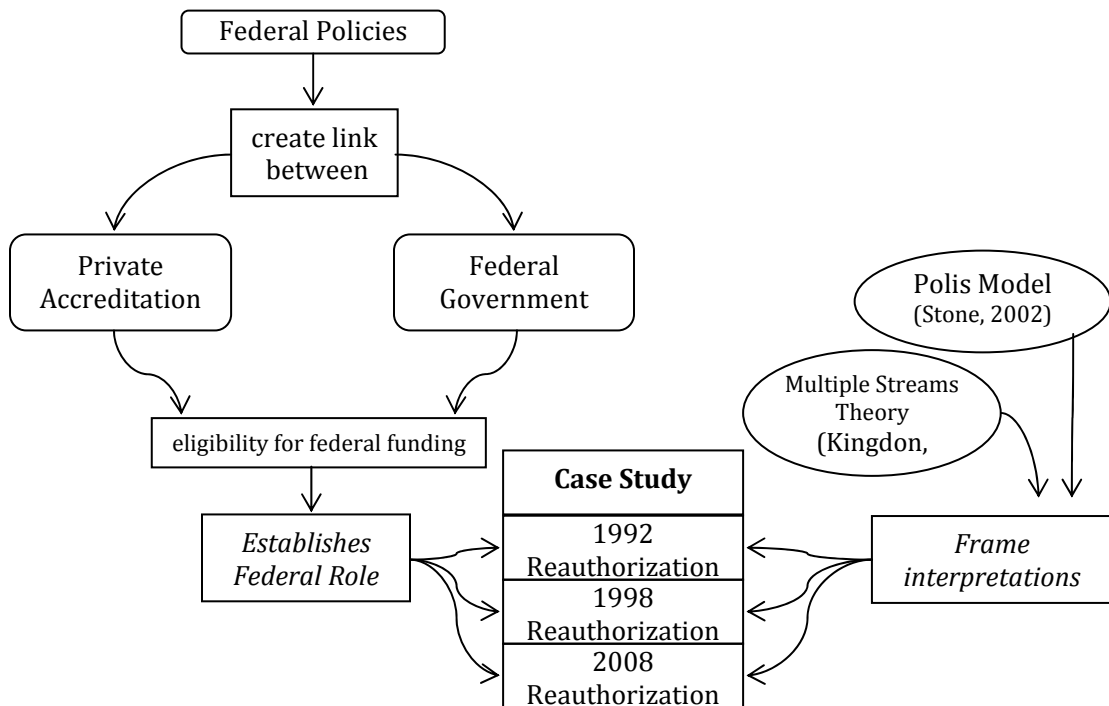 Federal Policies
create link
between
Private
Accreditation
Federal
Government
Polis Model
(Stone, 2002)
Multiple Streams
Theory
(Kingdon,
eligibility for federal funding
Case Study
Establishes
Federal Role
1992
Reauthorization
1998
Reauthorization
2008
Reauthorization
Frame
interpretations